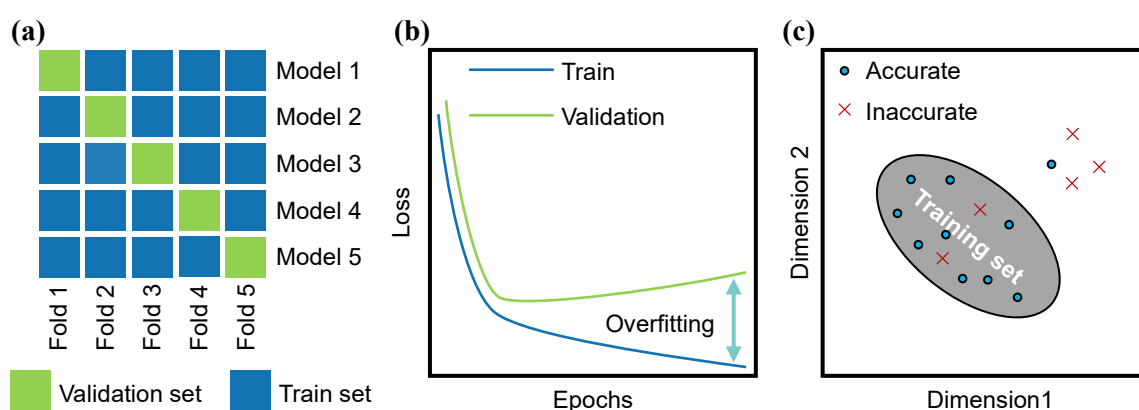 (a)
Model 1
Model 2
Model 3
Model 4
Model 5
Fold 1
Fold 2
Fold 3
Fold 4
Fold 5
Validation set
Train set
(b)
Train
Validation
Loss
Overfitting
Epochs
(c)
Accurate
Inaccurate
Dimension 2
Training set
Dimension1